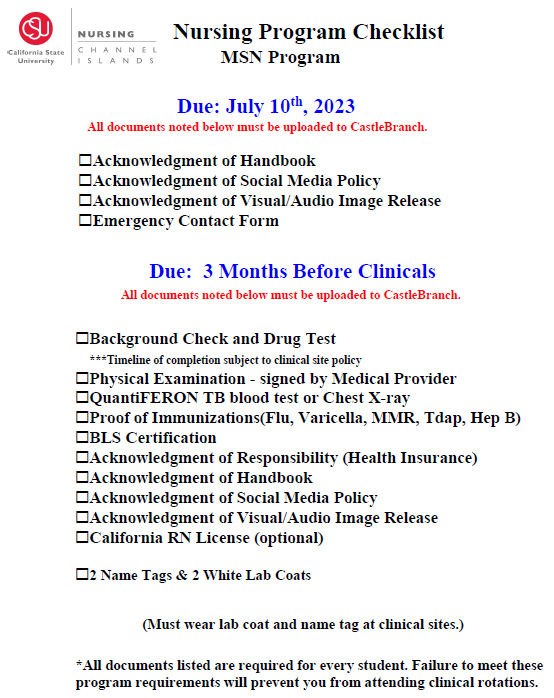 CSU
California State
University
NURSING
CHANNEL
ISLANDS
Nursing Program Checklist
MSN Program
Due: July 10th, 2023
All documents noted below must be uploaded to CastleBranch.
☐Acknowledgment of Handbook
☐Acknowledgment of Social Media Policy
☐Acknowledgment of Visual/Audio Image Release
☐Emergency Contact Form
Due: 3 Months Before Clinicals
All documents noted below must be uploaded to CastleBranch.
☐Background Check and Drug Test
***Timeline of completion subject to clinical site policy
☐Physical Examination - signed by Medical Provider
☐QuantiFERON TB blood test or Chest X-ray
☐Proof of Immunizations(Flu, Varicella, MMR, Tdap, Hep B)
☐BLS Certification
☐Acknowledgment of Responsibility (Health Insurance)
☐Acknowledgment of Handbook
☐Acknowledgment of Social Media Policy
☐Acknowledgment of Visual/Audio Image Release
☐California RN License (optional)
☐2 Name Tags & 2 White Lab Coats
(Must wear lab coat and name tag at clinical sites.)
*All documents listed are required for every student. Failure to meet these
program requirements will prevent you from attending clinical rotations.